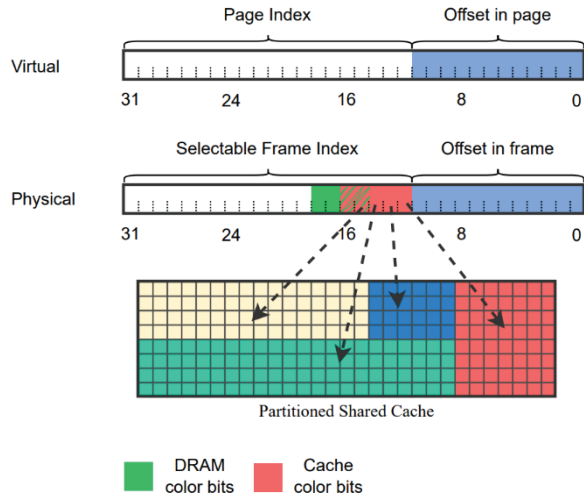 Page Index Offset in page
Virtual
31 24 16 8 0
Selectable Frame Index Offset in frame
Physical
31 24 16 8 0
Partitioned Shared Cache
DRAM color bits
Cache color bits